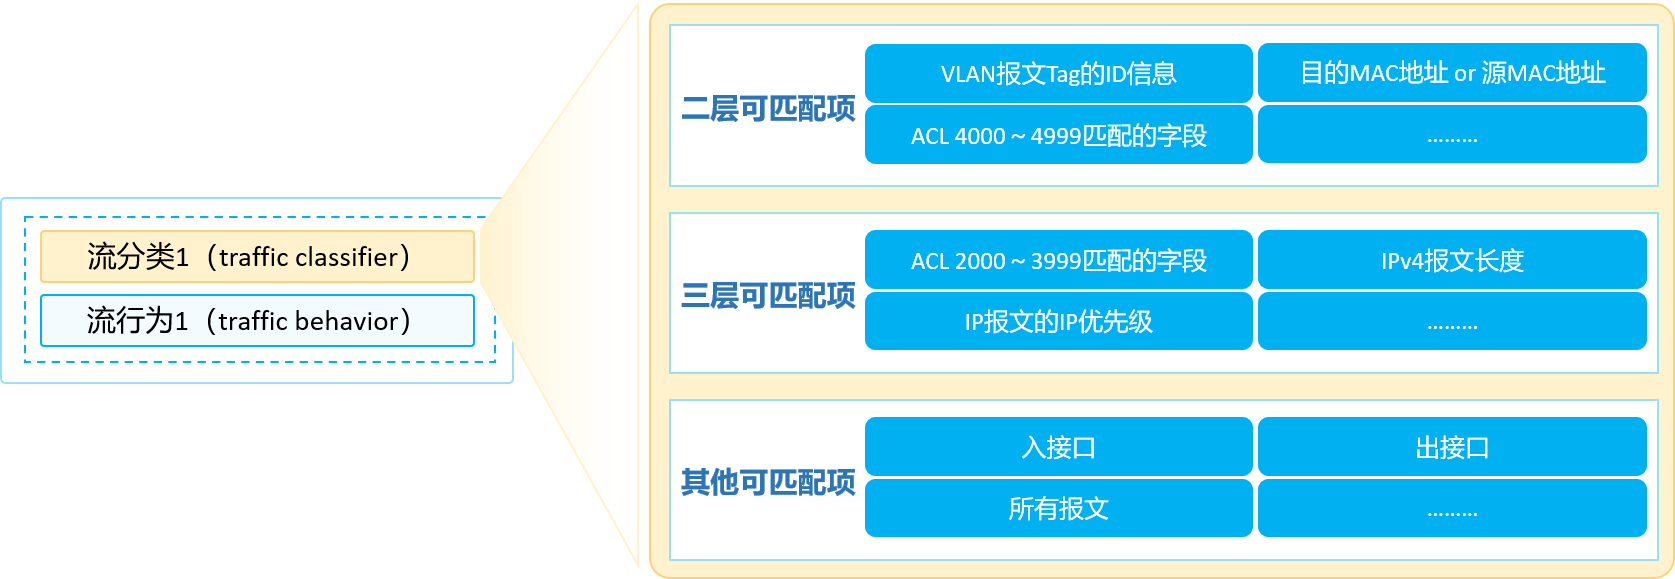 流分类1（traffic classifier）
流行为1（traffic behavior）
二层可匹配项
VLAN报文Tag的ID信息
目的MAC地址 or 源MAC地址
ACL 4000～4999匹配的字段
………
三层可匹配项
ACL 2000～3999匹配的字段
IPv4报文长度
IP报文的IP优先级
………
其他可匹配项
入接口
出接口
所有报文
………